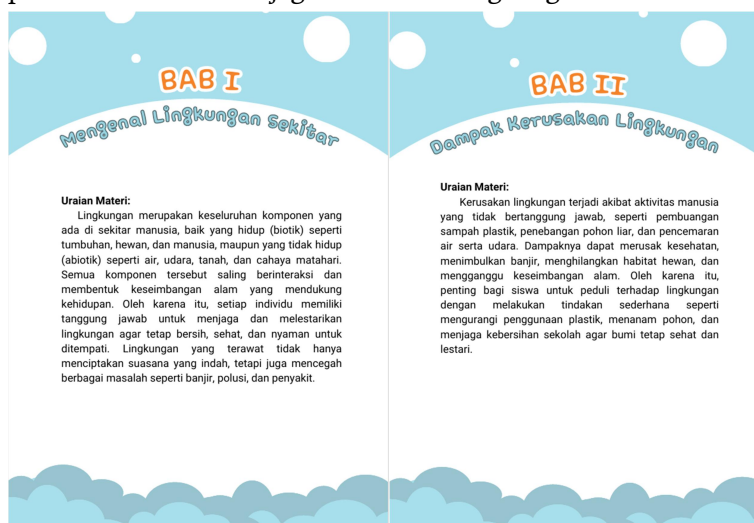 BAB I
Mengenal Lingkungan Sekitar
Uraian Materi:
Lingkungan merupakan keseluruhan komponen yang
ada di sekitar manusia, baik yang hidup (biotik) seperti
tumbuhan, hewan, dan manusia, maupun yang tidak hidup
(abiotik) seperti air, udara, tanah, dan cahaya matahari.
Semua komponen tersebut saling berinteraksi dan
membentuk keseimbangan alam yang mendukung
kehidupan. Oleh karena itu, setiap individu memiliki
tanggung jawab untuk menjaga dan melestarikan
lingkungan agar tetap bersih, sehat, dan nyaman untuk
ditempati. Lingkungan yang terawat tidak hanya
menciptakan suasana yang indah, tetapi juga mencegah
berbagai masalah seperti banjir, polusi, dan penyakit.
BAB II
Dampak Kerusakan Lingkungan
Uraian Materi:
Kerusakan lingkungan terjadi akibat aktivitas manusia
yang tidak bertanggung jawab, seperti pembuangan
sampah plastik, penebangan pohon liar, dan pencemaran
air serta udara. Dampaknya dapat merusak kesehatan,
menimbulkan banjir, menghilangkan habitat hewan, dan
mengganggu keseimbangan alam. Oleh karena itu,
penting bagi siswa untuk peduli terhadap lingkungan
dengan melakukan tindakan sederhana seperti
mengurangi penggunaan plastik, menanam pohon, dan
menjaga kebersihan sekolah agar bumi tetap sehat dan
lestari.